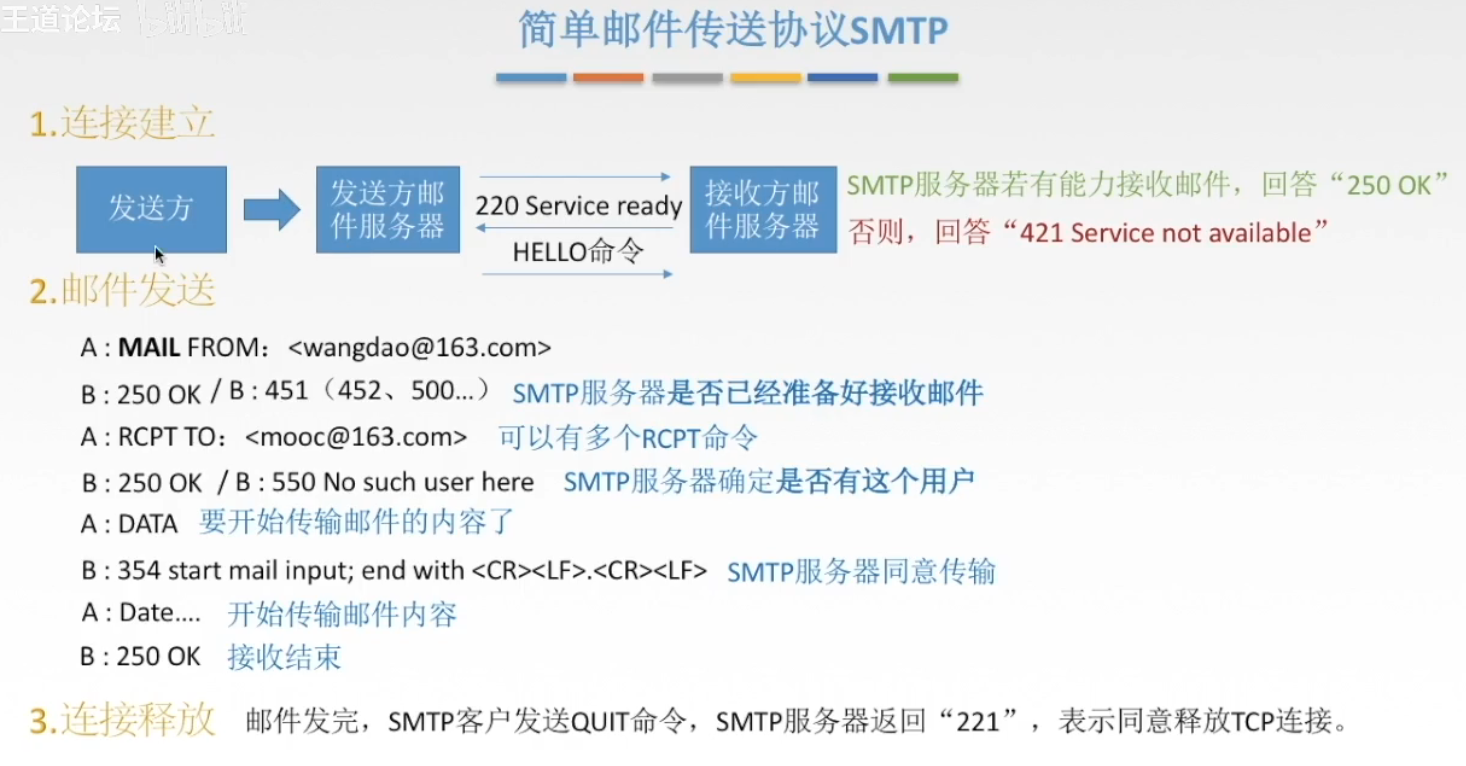 王道论坛 bilibili
简单邮件传送协议SMTP
1.连接建立
发送方
发送方邮
件服务器
220 Service ready
HELLO命令
接收方邮
件服务器
SMTP服务器若有能力接收邮件，回答“250 OK”
否则，回答“421 Service not available”
2.邮件发送
A : MAIL FROM：<wangdao@163.com>
B : 250 OK / B : 451（452、500...） SMTP服务器是否已经准备好接收邮件
A : RCPT TO：<mooc@163.com> 可以有多个RCPT命令
B : 250 OK / B : 550 No such user here SMTP服务器确定是否有这个用户
A : DATA 要开始传输邮件的内容了
B : 354 start mail input; end with <CR><LF>.<CR><LF> SMTP服务器同意传输
A : Date.... 开始传输邮件内容
B : 250 OK 接收结束
3.连接释放 邮件发完，SMTP客户发送QUIT命令，SMTP服务器返回“221”，表示同意释放TCP连接。